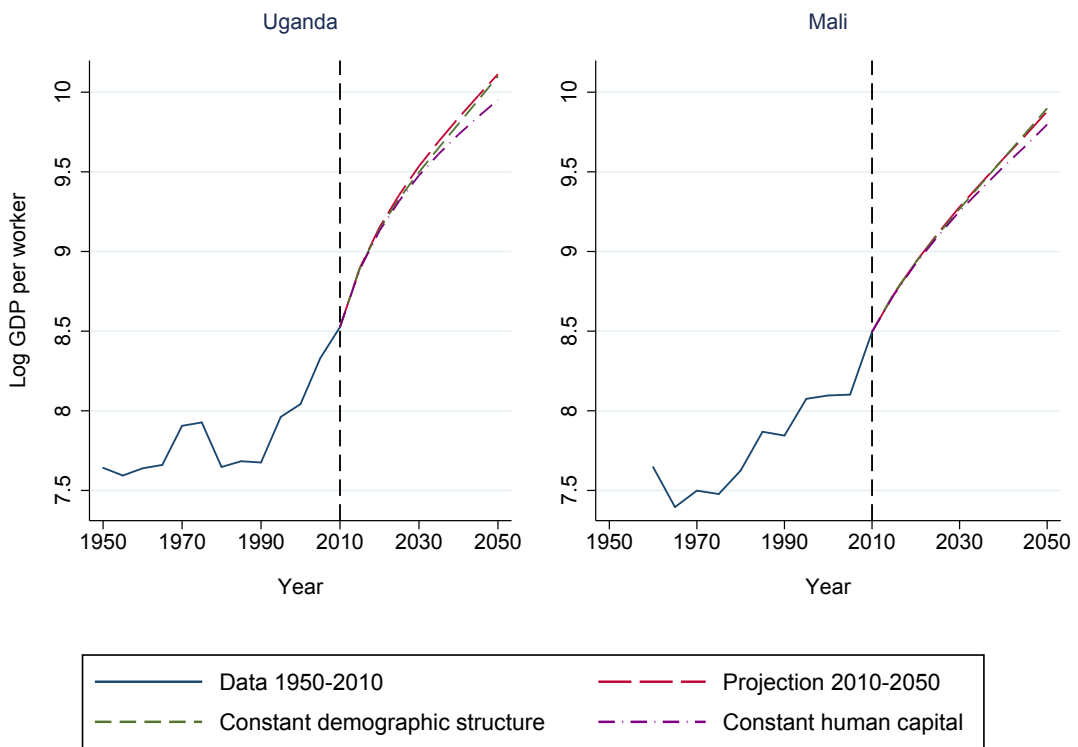 Uganda
Mali
Log GDP per worker
10
9.5
9
8.5
8
7.5
1950 1970 1990 2010 2030 2050
Year
10
9.5
9
8.5
8
7.5
1950 1970 1990 2010 2030 2050
Year
Data 1950-2010
Projection 2010-2050
Constant demographic structure
Constant human capital